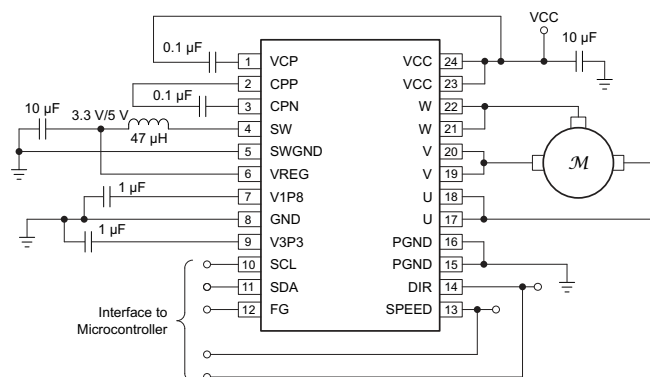 VCC
0.1 µF
10 µF
1 VCP VCC 24
2 CPP VCC 23
0.1 µF
3 CPN W 22
10 µF
3.3 V/5 V
47 µH
4 SW W 21
5 SWGND V 20
6 VREG V 19
M
1 µF
7 V1P8 U 18
8 GND U 17
1 µF
9 V3P3 PGND 16
10 SCL PGND 15
11 SDA DIR 14
12 FG SPEED 13
Interface to
Microcontroller